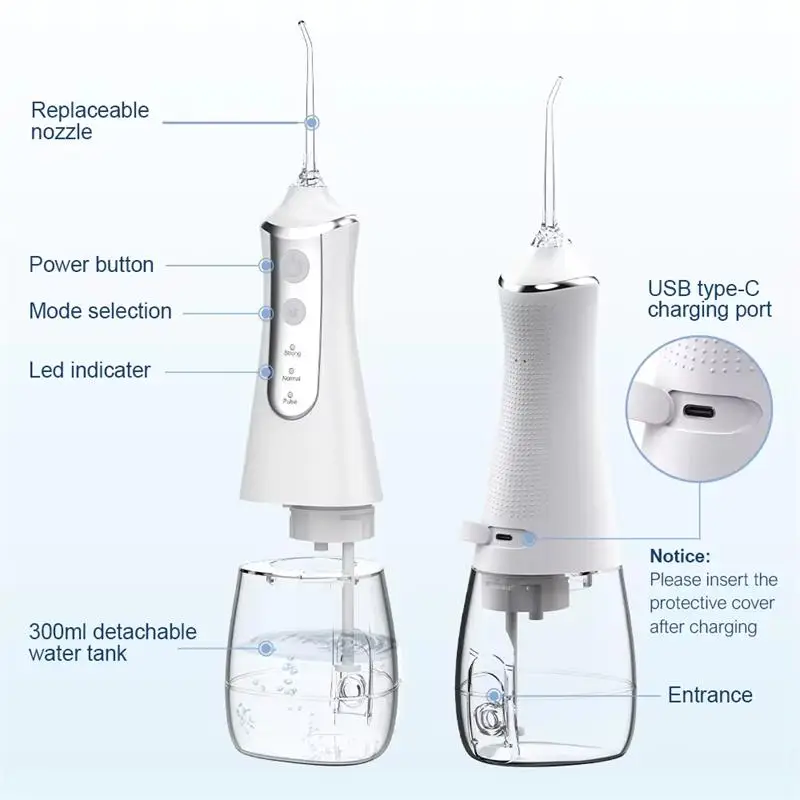 Replaceable
nozzle
Power button
Mode selection
Led indicater
Strong
Normal
Pulse
300ml detachable
water tank
USB type-C
charging port
Notice:
Please insert the
protective cover
after charging
Entrance